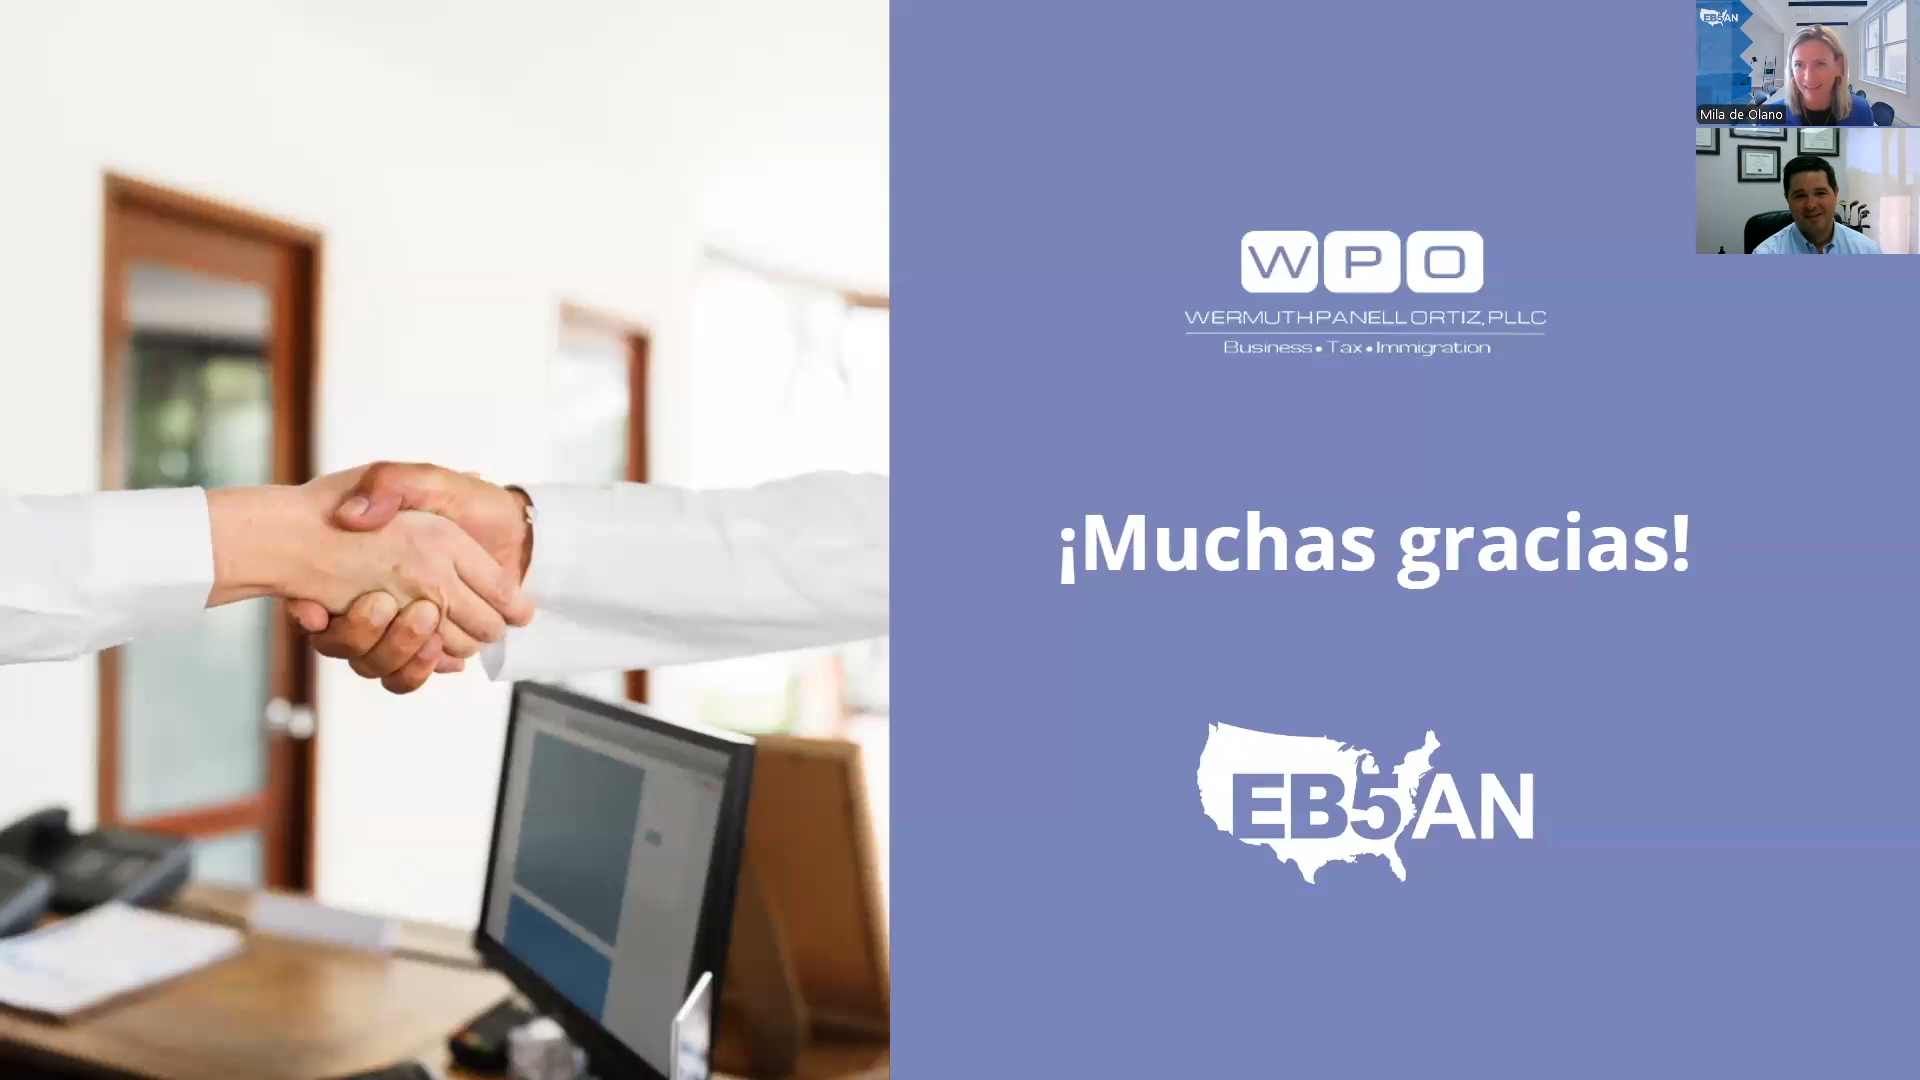 EB5AN
Mila de Olano
WPO
WERMUTHPANELLORTIZ, PLLC
Business • Tax • Immigration
¡Muchas gracias!
EB5AN